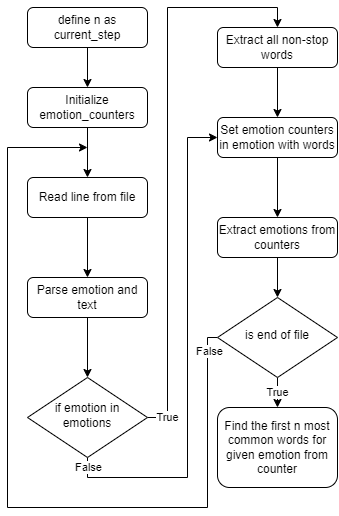 define n as
current_step
Initialize
emotion_counters
Read line from file
Parse emotion and
text
if emotion in
emotions
True
False
Extract all non-stop
words
Set emotion counters
in emotion with words
Extract emotions from
counters
is end of file
False
True
Find the first n most
common words for
given emotion from
counter